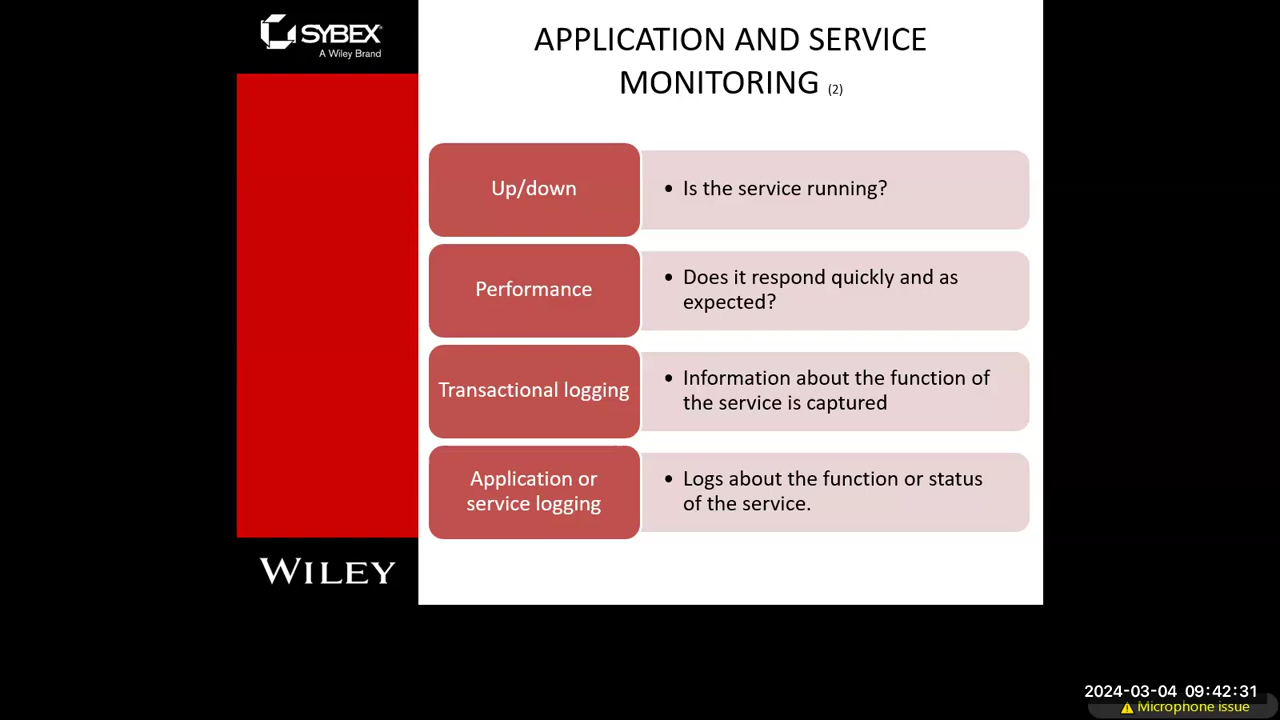 SYBEX
A Wiley Brand
APPLICATION AND SERVICE
MONITORING (2)
Up/down
• Is the service running?
Performance
• Does it respond quickly and as
expected?
Transactional logging
• Information about the function of
the service is captured
Application or
service logging
• Logs about the function or status
of the service.
WILEY
2024-03-04 09:42:31
Microphone issue